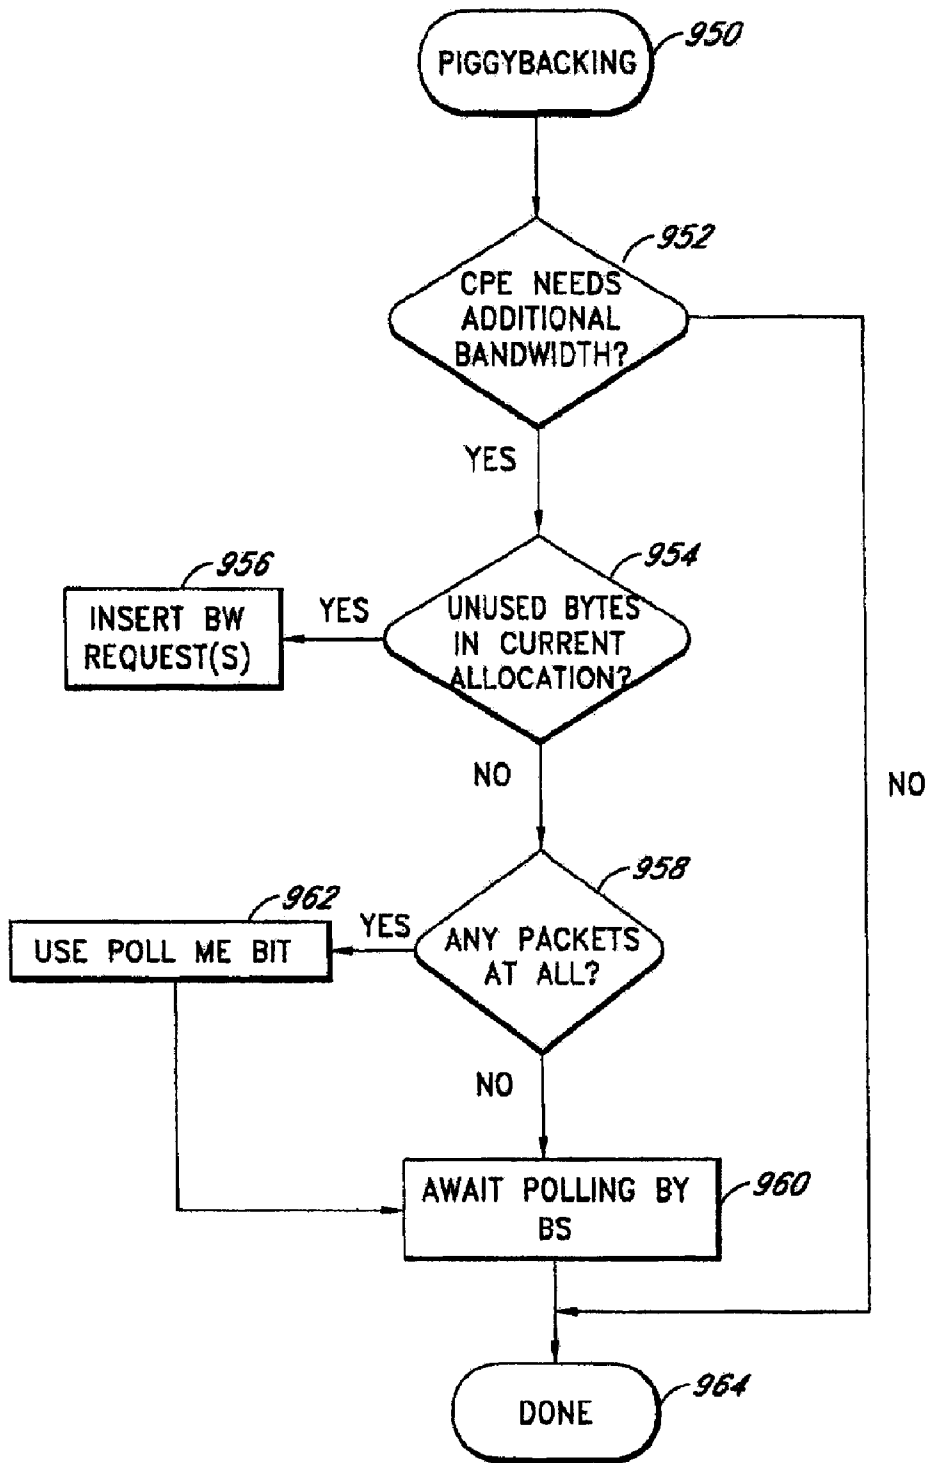 950
PIGGYBACKING
952
CPE NEEDS
ADDITIONAL
BANDWIDTH?
YES
954
956
UNUSED BYTES
IN CURRENT
ALLOCATION?
YES
INSERT BW
REQUEST(S)
NO
NO
958
962
ANY PACKETS
AT ALL?
YES
USE POLL ME BIT
NO
960
AWAIT POLLING BY
BS
964
DONE